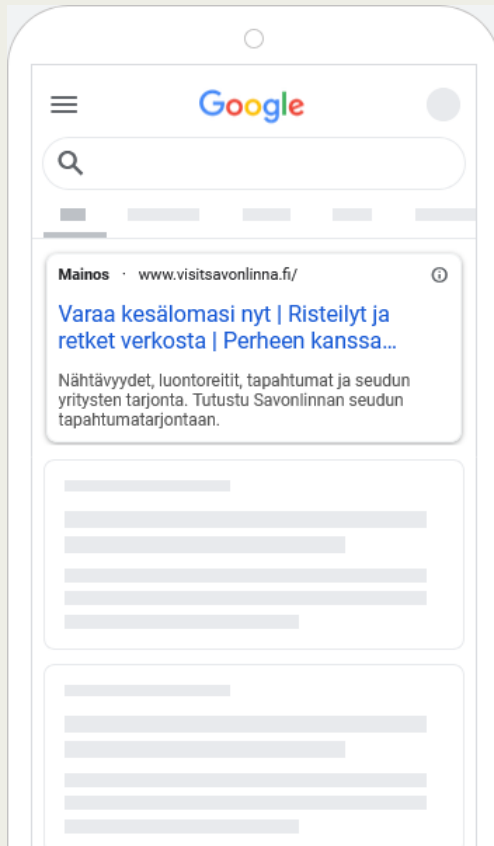 Google
Mainos · www.visitsavonlinna.fi/
Varaa kesälomasi nyt | Risteilyt ja
retket verkosta | Perheen kanssa...
Nähtävyydet, luontoreitit, tapahtumat ja seudun
yritysten tarjonta. Tutustu Savonlinnan seudun
tapahtumatarjontaan.